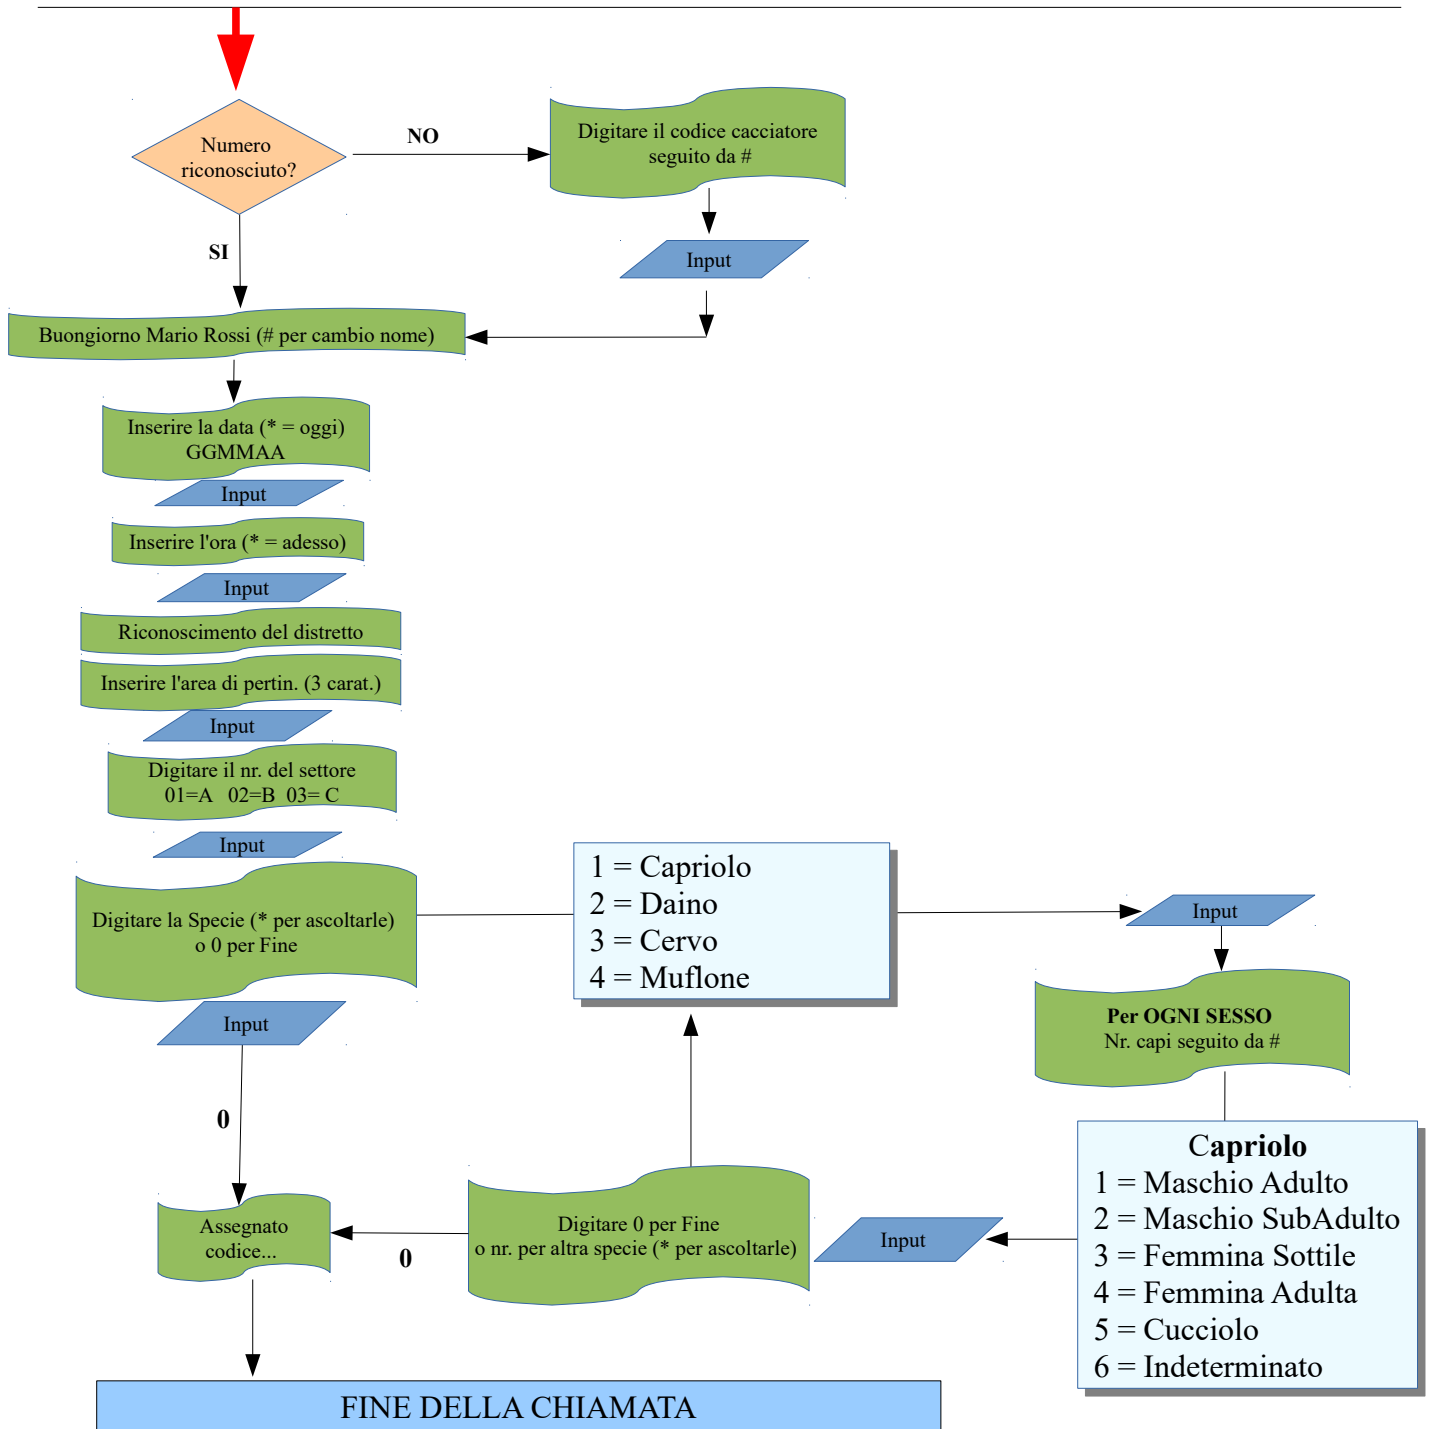 Numero
riconosciuto?
NO
Digitare il codice cacciatore
seguito da #
Input
SI
Buongiorno Mario Rossi (# per cambio nome)
Inserire la data (* = oggi)
GGMMAA
Input
Inserire l'ora (* = adesso)
Input
Riconoscimento del distretto
Inserire l'area di pertin. (3 carat.)
Input
Digitare il nr. del settore
01=A 02=B 03= C
Input
Digitare la Specie (* per ascoltarle)
o 0 per Fine
Input
1 = Capriolo
2 = Daino
3 = Cervo
4 = Muflone
Input
Per OGNI SESSO
Nr. capi seguito da #
Capriolo
1 = Maschio Adulto
2 = Maschio SubAdulto
3 = Femmina Sottile
4 = Femmina Adulta
5 = Cucciolo
6 = Indeterminato
Input
Digitare 0 per Fine
o nr. per altra specie (* per ascoltarle)
0
0
Assegnato
codice...
FINE DELLA CHIAMATA